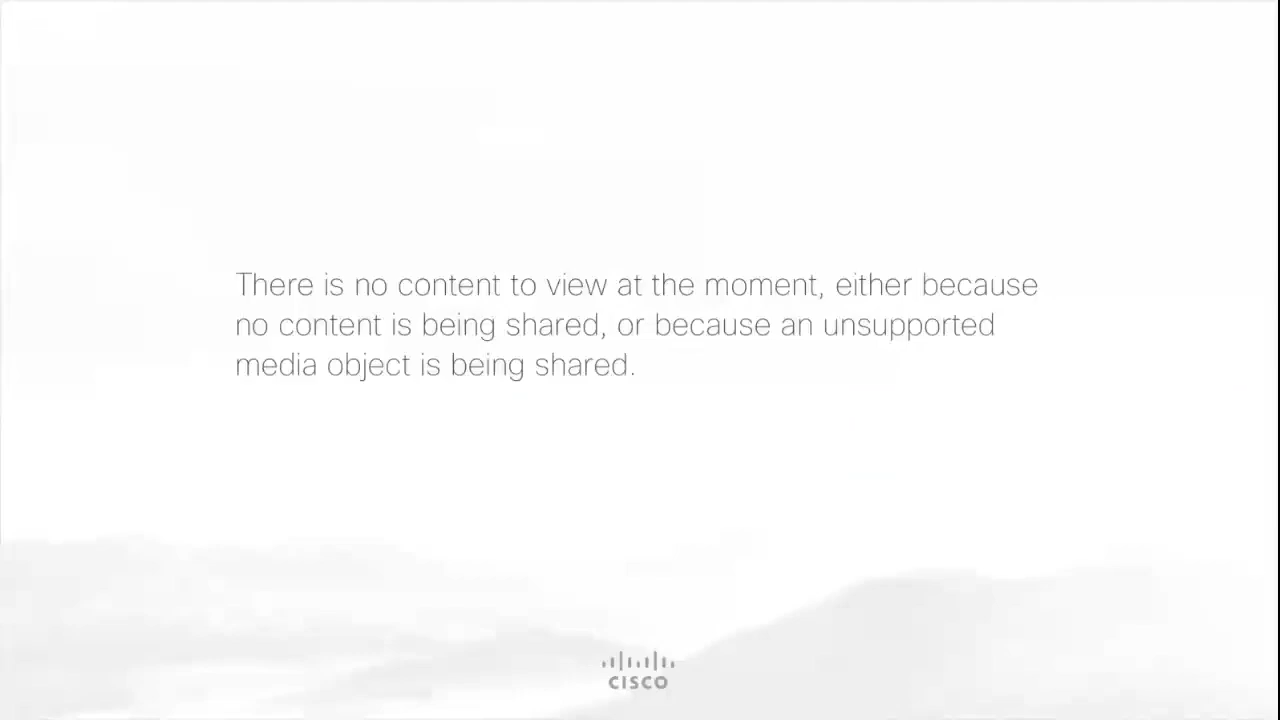 There is no content to view at the moment, either because
no content is being shared, or because an unsupported
media object is being shared.
CISCO